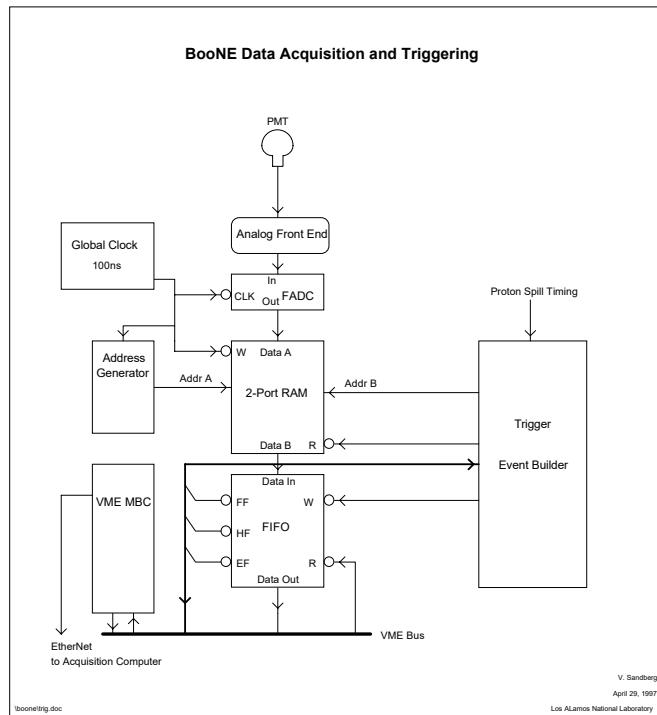 BooNE Data Acquisition and Triggering
PMT
Analog Front End
Global Clock
100ns
In
CLK
Out
FADC
Proton Spill Timing
Address
Generator
Addr A
W
Data A
2-Port RAM
Data B
R
Addr B
Trigger
Event Builder
VME MBC
Data In
FF
W
HF
FIFO
EF
R
Data Out
VME Bus
EtherNet
to Acquisition Computer
V. Sandberg
April 29, 1997
\boone\trig.doc
Los ALamos National Laboratory